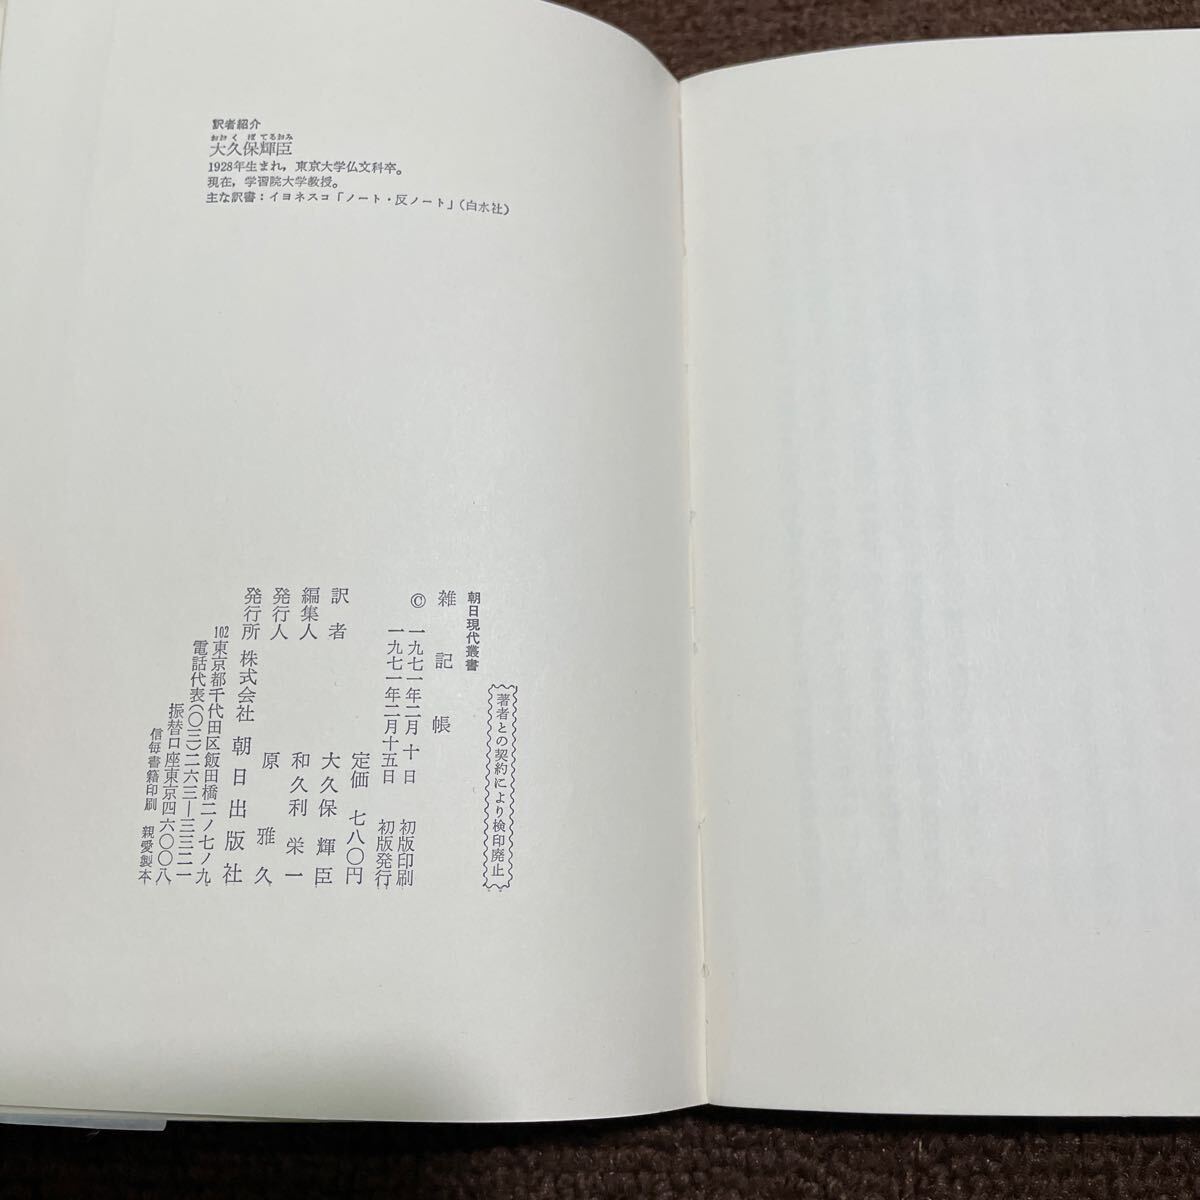 訳者紹介
おおくぼてるおみ
大久保輝臣
1928年生まれ，東京大学仏文科卒。
現在，学習院大学教授。
主な訳書：イヨネスコ「ノート・反ノート」（白水社）
著者との契約により検印廃止
朝日現代叢書
雑記帳
© 一九七一年二月十日 初版印刷
一九七一年二月十五日 初版発行
定価 七八〇円
訳者 大久保輝臣
編集人 和久利栄一
発行人 原雅久
発行所 株式会社 朝日出版社
102東京都千代田区飯田橋二ノ七ノ九
電話代表(〇三)二六三―三三二一
振替口座東京四六〇〇八
信毎書籍印刷 親愛製本